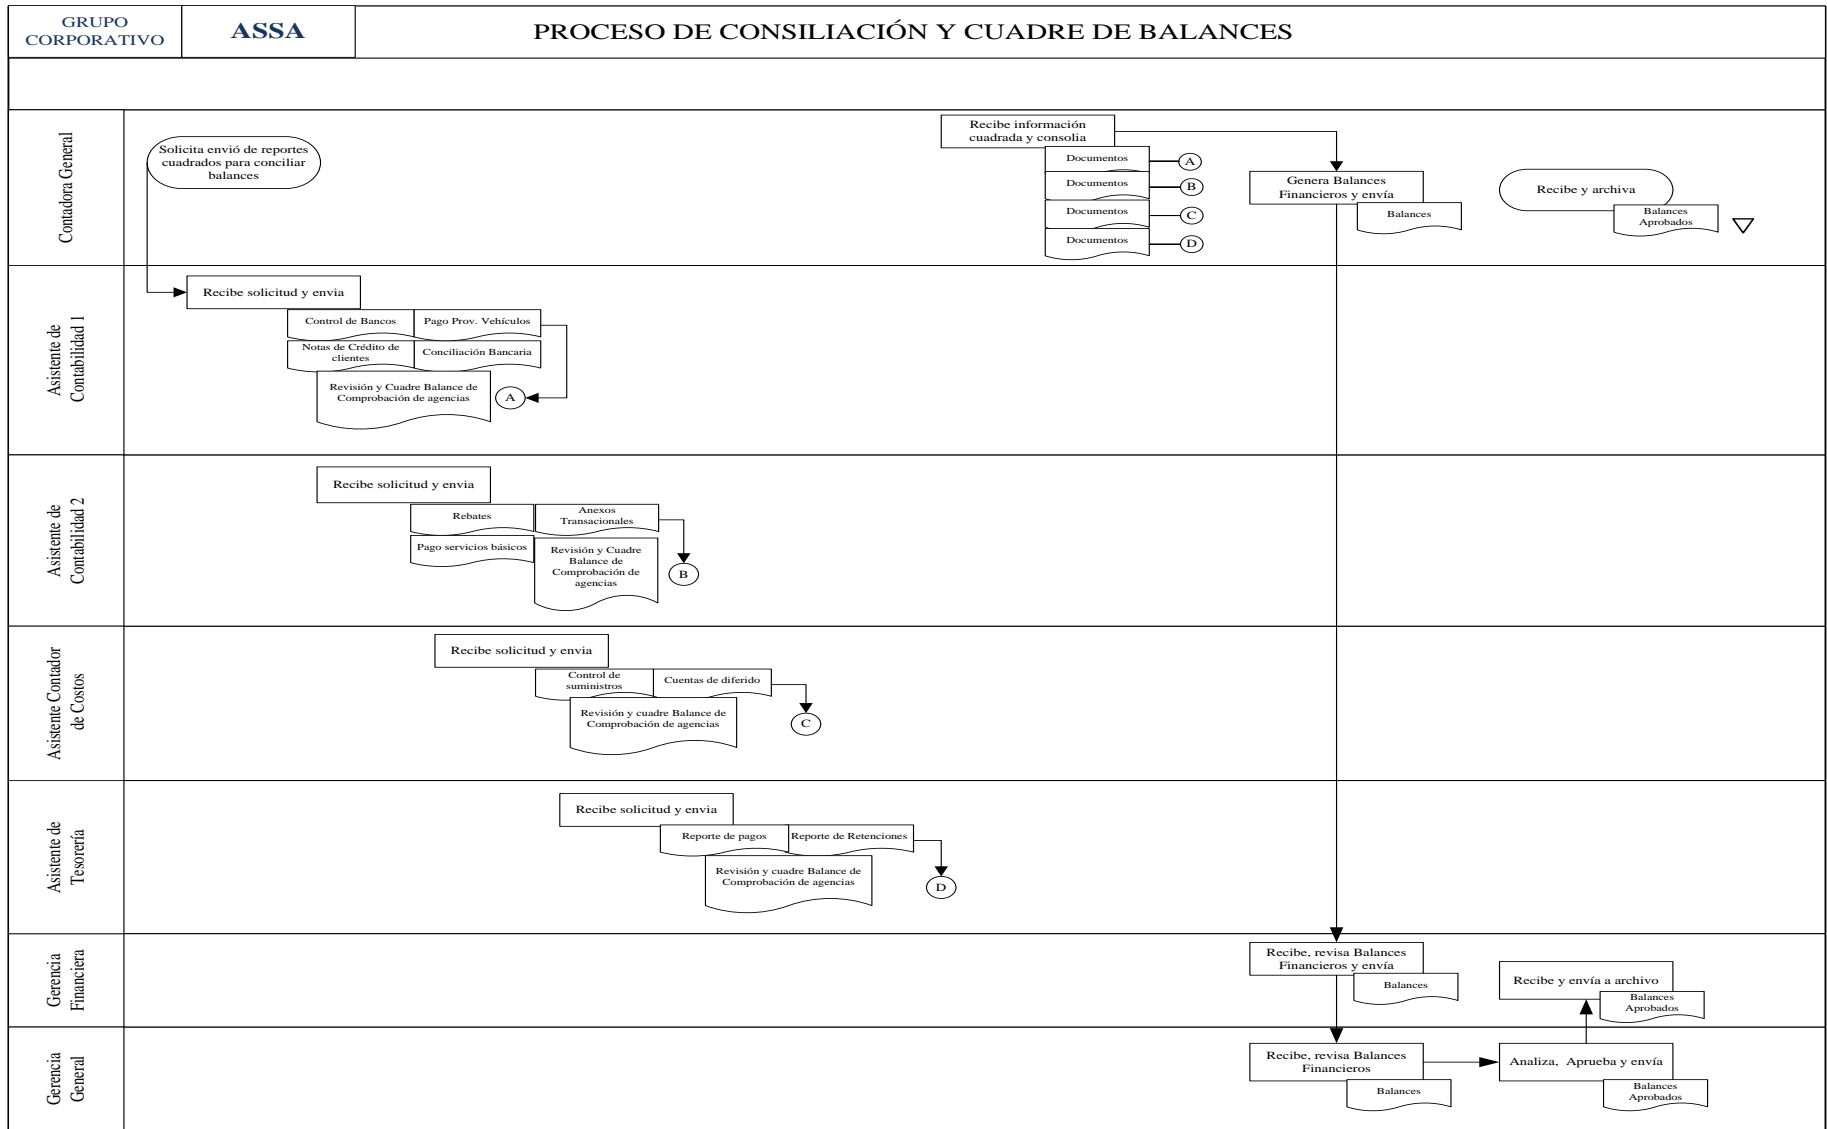 GRUPO
CORPORATIVO
ASSA
PROCESO DE CONSILIACIÓN Y CUADRE DE BALANCES
Contadora General
Solicita envió de reportes
cuadrados para conciliar
balances
Recibe información
cuadrada y consolia
Documentos
A
Documentos
B
Documentos
C
Documentos
D
Genera Balances
Financieros y envía
Balances
Recibe y archiva
Balances
Aprobados
Asistente de
Contabilidad 1
Recibe solicitud y envia
Control de Bancos
Pago Prov. Vehículos
Notas de Crédito de
clientes
Conciliación Bancaria
Revisión y Cuadre Balance de
Comprobación de agencias
A
Asistente de
Contabilidad 2
Recibe solicitud y envia
Rebates
Anexos
Transacionales
Pago servicios básicos
Revisión y Cuadre
Balance de
Comprobación de
agencias
B
Asistente Contador
de Costos
Recibe solicitud y envia
Control de
suministros
Cuentas de diferido
Revisión y cuadre Balance de
Comprobación de agencias
C
Asistente de
Tesorería
Recibe solicitud y envia
Reporte de pagos
Reporte de Retenciones
Revisión y cuadre Balance de
Comprobación de agencias
D
Gerencia
Financiera
Recibe, revisa Balances
Financieros y envía
Balances
Recibe y envía a archivo
Balances
Aprobados
Gerencia
General
Recibe, revisa Balances
Financieros
Balances
Analiza,  Aprueba y envía
Balances
Aprobados